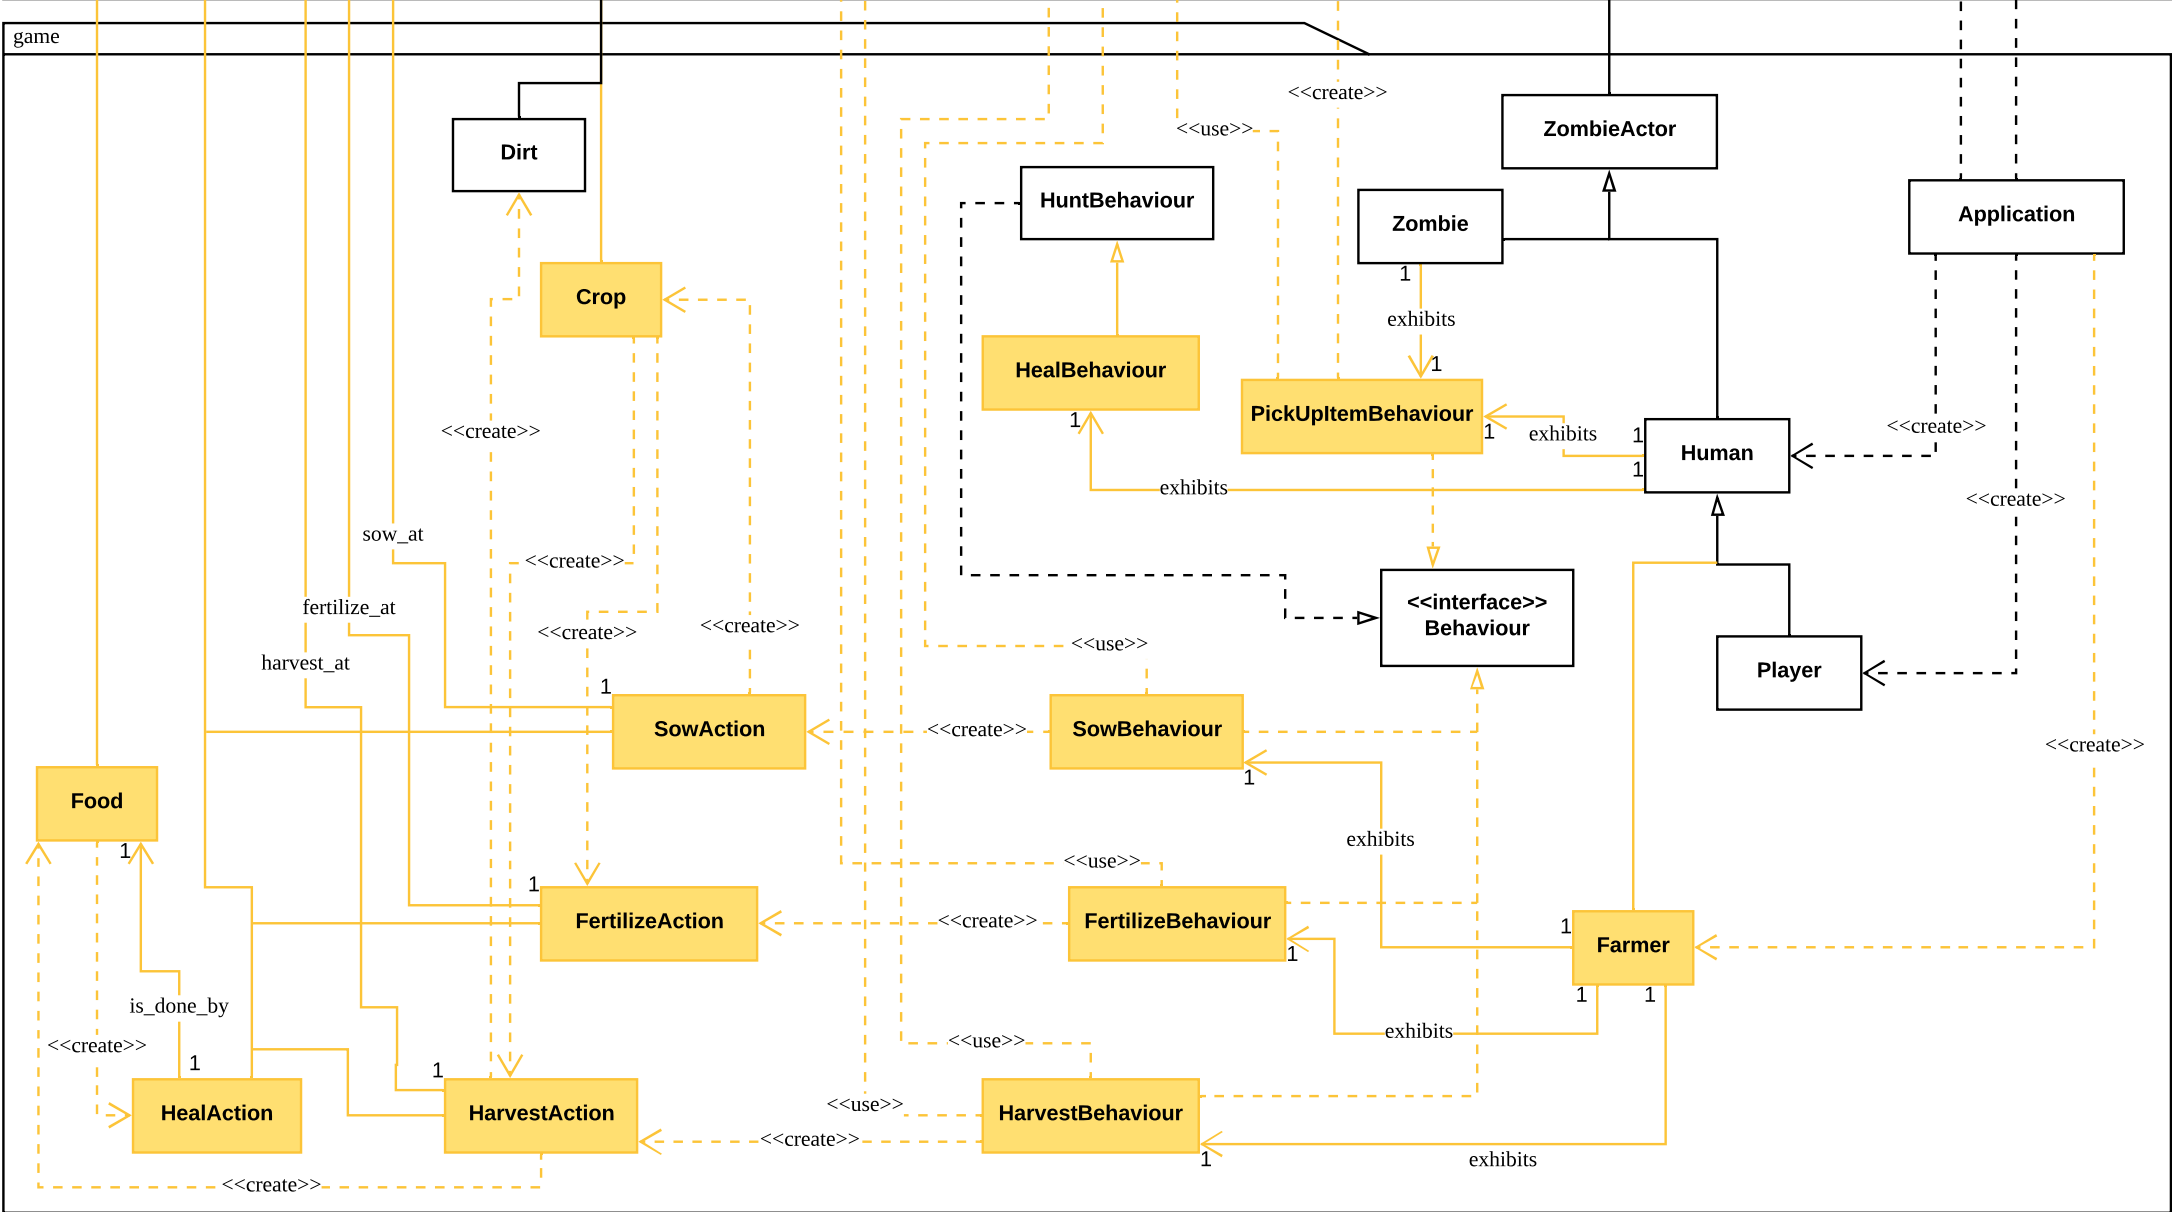 game
<<create>>
<<use>>
ZombieActor
Dirt
HuntBehaviour
Zombie
Application
1
exhibits
1
Crop
HealBehaviour
1
PickUpItemBehaviour
1
exhibits
1
1
Human
<<create>>
<<create>>
exhibits
<<create>>
sow_at
<<create>>
<<create>>
<<create>>
fertilize_at
harvest_at
<<interface>>
Behaviour
<<use>>
Player
1
SowAction
<<create>>
SowBehaviour
1
<<create>>
Food
1
exhibits
<<use>>
1
FertilizeAction
<<create>>
FertilizeBehaviour
1
1
Farmer
1
1
is_done_by
<<create>>
exhibits
<<use>>
1
1
HealAction
HarvestAction
<<use>>
HarvestBehaviour
<<create>>
1
exhibits
<<create>>